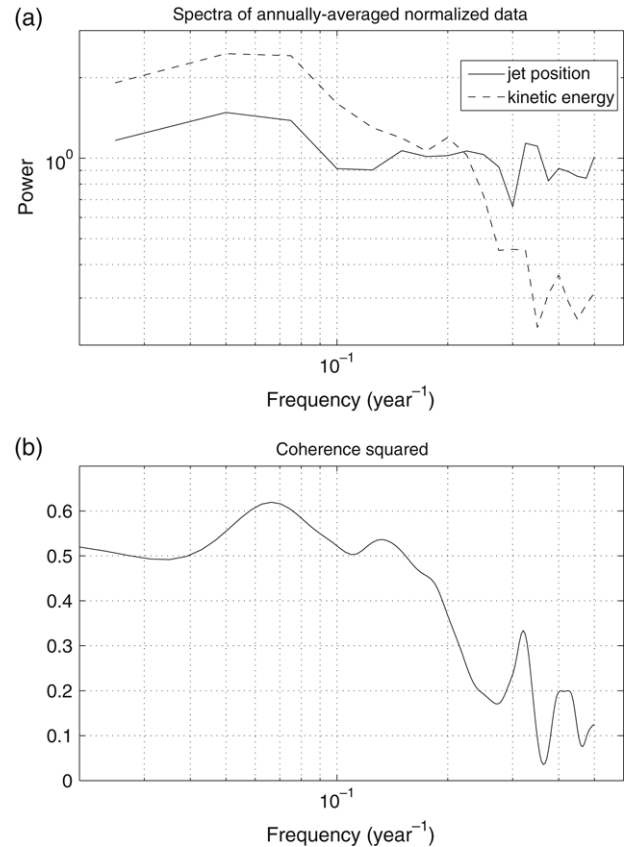 (a)
Spectra of annually-averaged normalized data
jet position
kinetic energy
10⁰
Power
10⁻¹
Frequency (year⁻¹)
(b)
Coherence squared
0.6
0.5
0.4
0.3
0.2
0.1
0
10⁻¹
Frequency (year⁻¹)